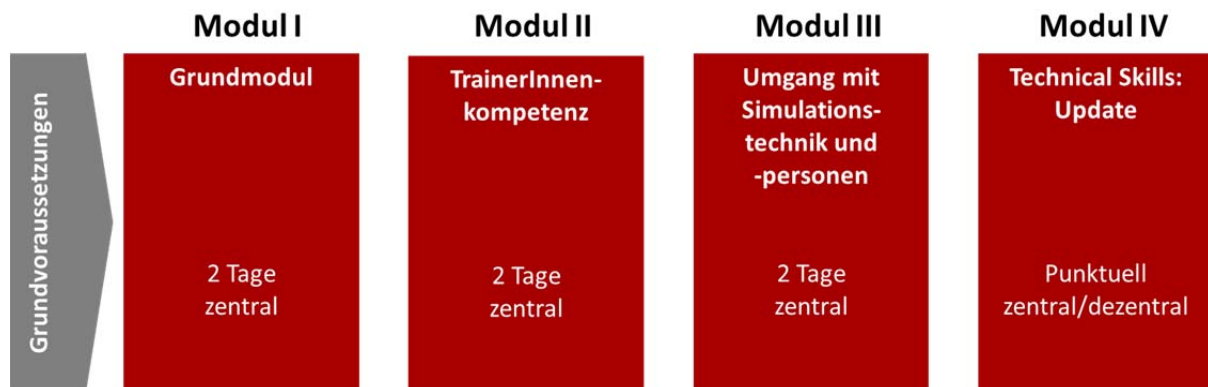 Grundvoraussetzungen
Modul I
Grundmodul
2 Tage
zentral
Modul II
TrainerInnen-
kompetenz
2 Tage
zentral
Modul III
Umgang mit
Simulations-
technik und
-personen
2 Tage
zentral
Modul IV
Technical Skills:
Update
Punktuell
zentral/dezentral